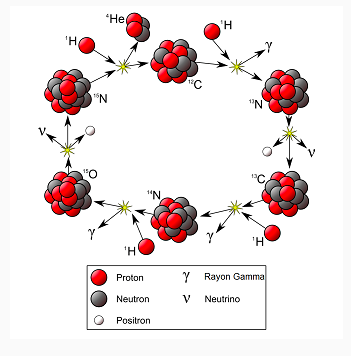 ⁴He
¹H
¹H
γ
¹²C
¹⁵N
¹³N
ν
ν
¹⁵O
¹³C
¹⁴N
γ
γ
¹H
¹H
Proton
γ Rayon Gamma
Neutron
ν Neutrino
Positron